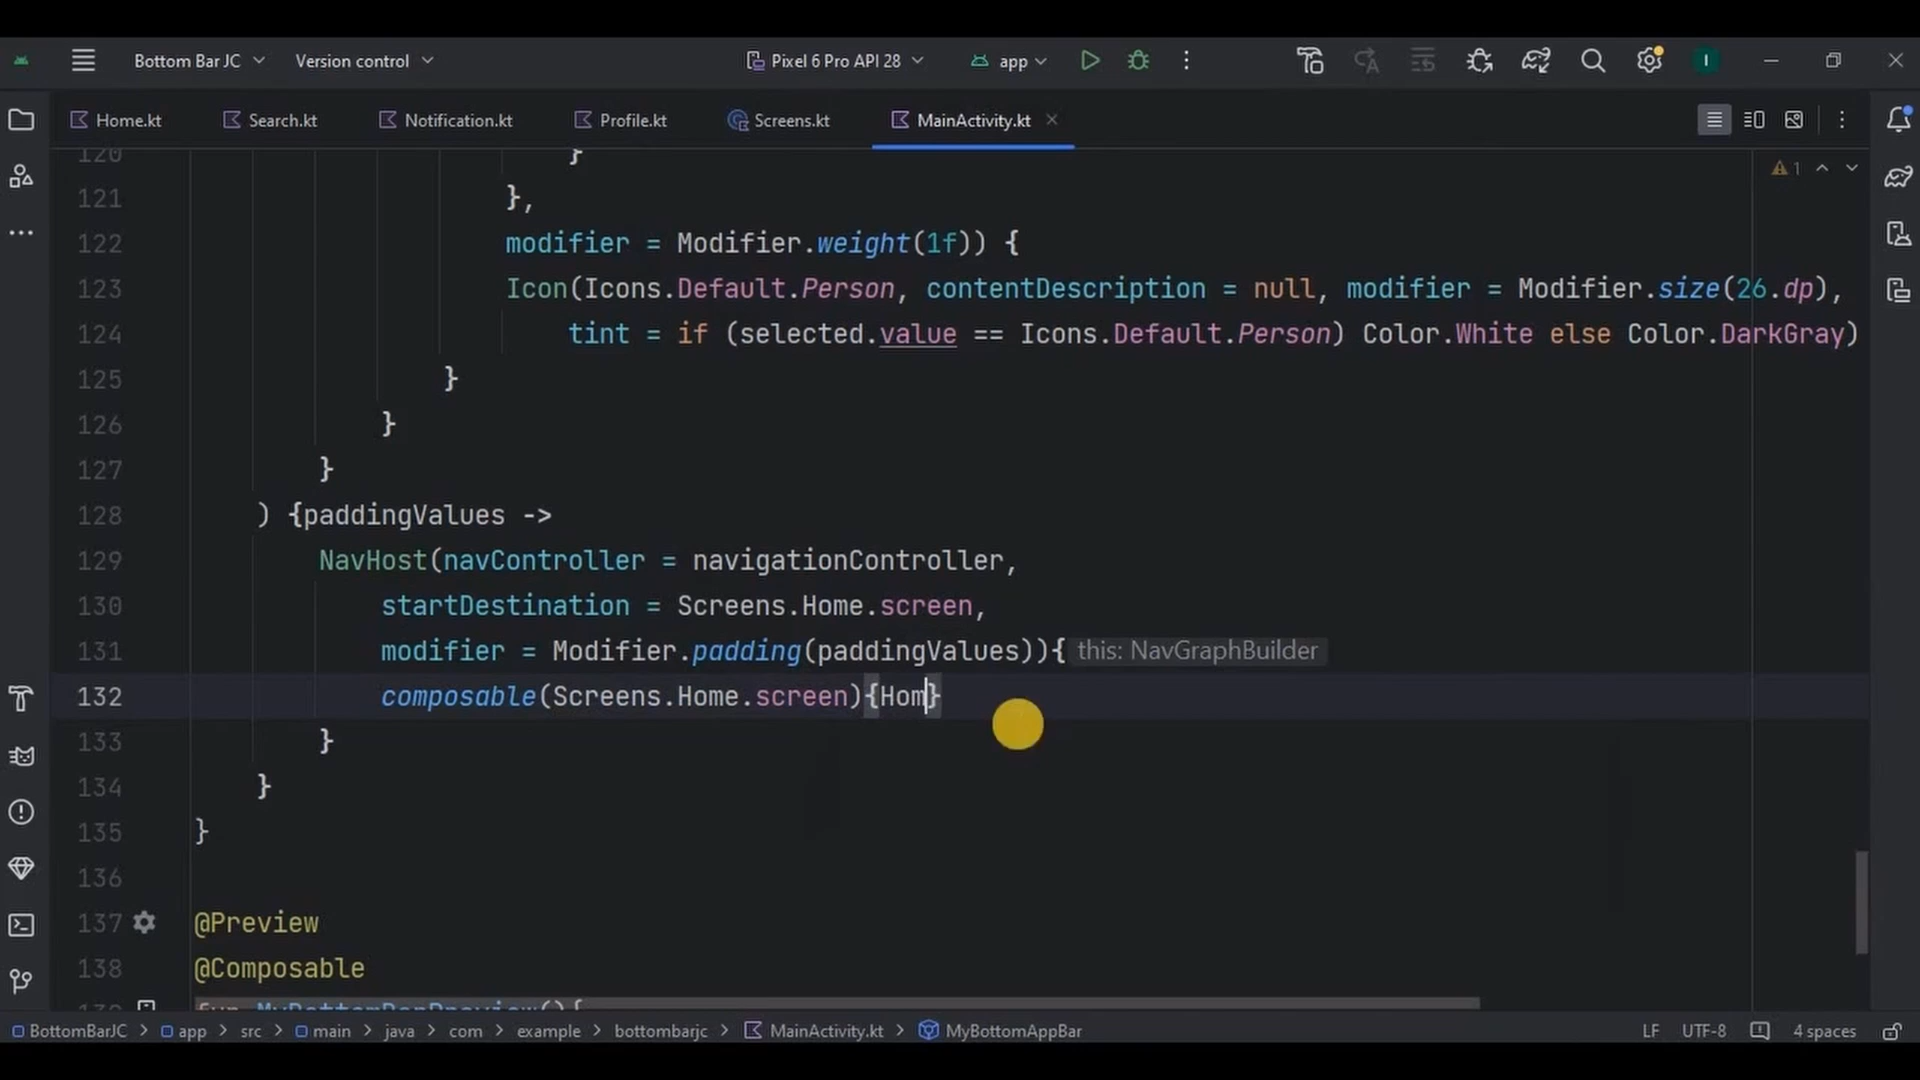 Bottom Bar JC Version control Pixel 6 Pro API 28 app I
Home.kt Search.kt Notification.kt Profile.kt Screens.kt MainActivity.kt
120 }
1
121 },
122 modifier = Modifier.weight(1f)) {
123 Icon(Icons.Default.Person, contentDescription = null, modifier = Modifier.size(26.dp),
124 tint = if (selected.value == Icons.Default.Person) Color.White else Color.DarkGray)
125 }
126 }
127 }
128 ) {paddingValues ->
129 NavHost(navController = navigationController,
130 startDestination = Screens.Home.screen,
131 modifier = Modifier.padding(paddingValues)){ this: NavGraphBuilder
132 composable(Screens.Home.screen){Hom}
133 }
134 }
135 }
136
137 @Preview
138 @Composable
139 fun MyBottomBarPreview(){
BottomBarJC > app > src > main > java > com > example > bottombarjc > MainActivity.kt > MyBottomAppBar LF UTF-8 4 spaces